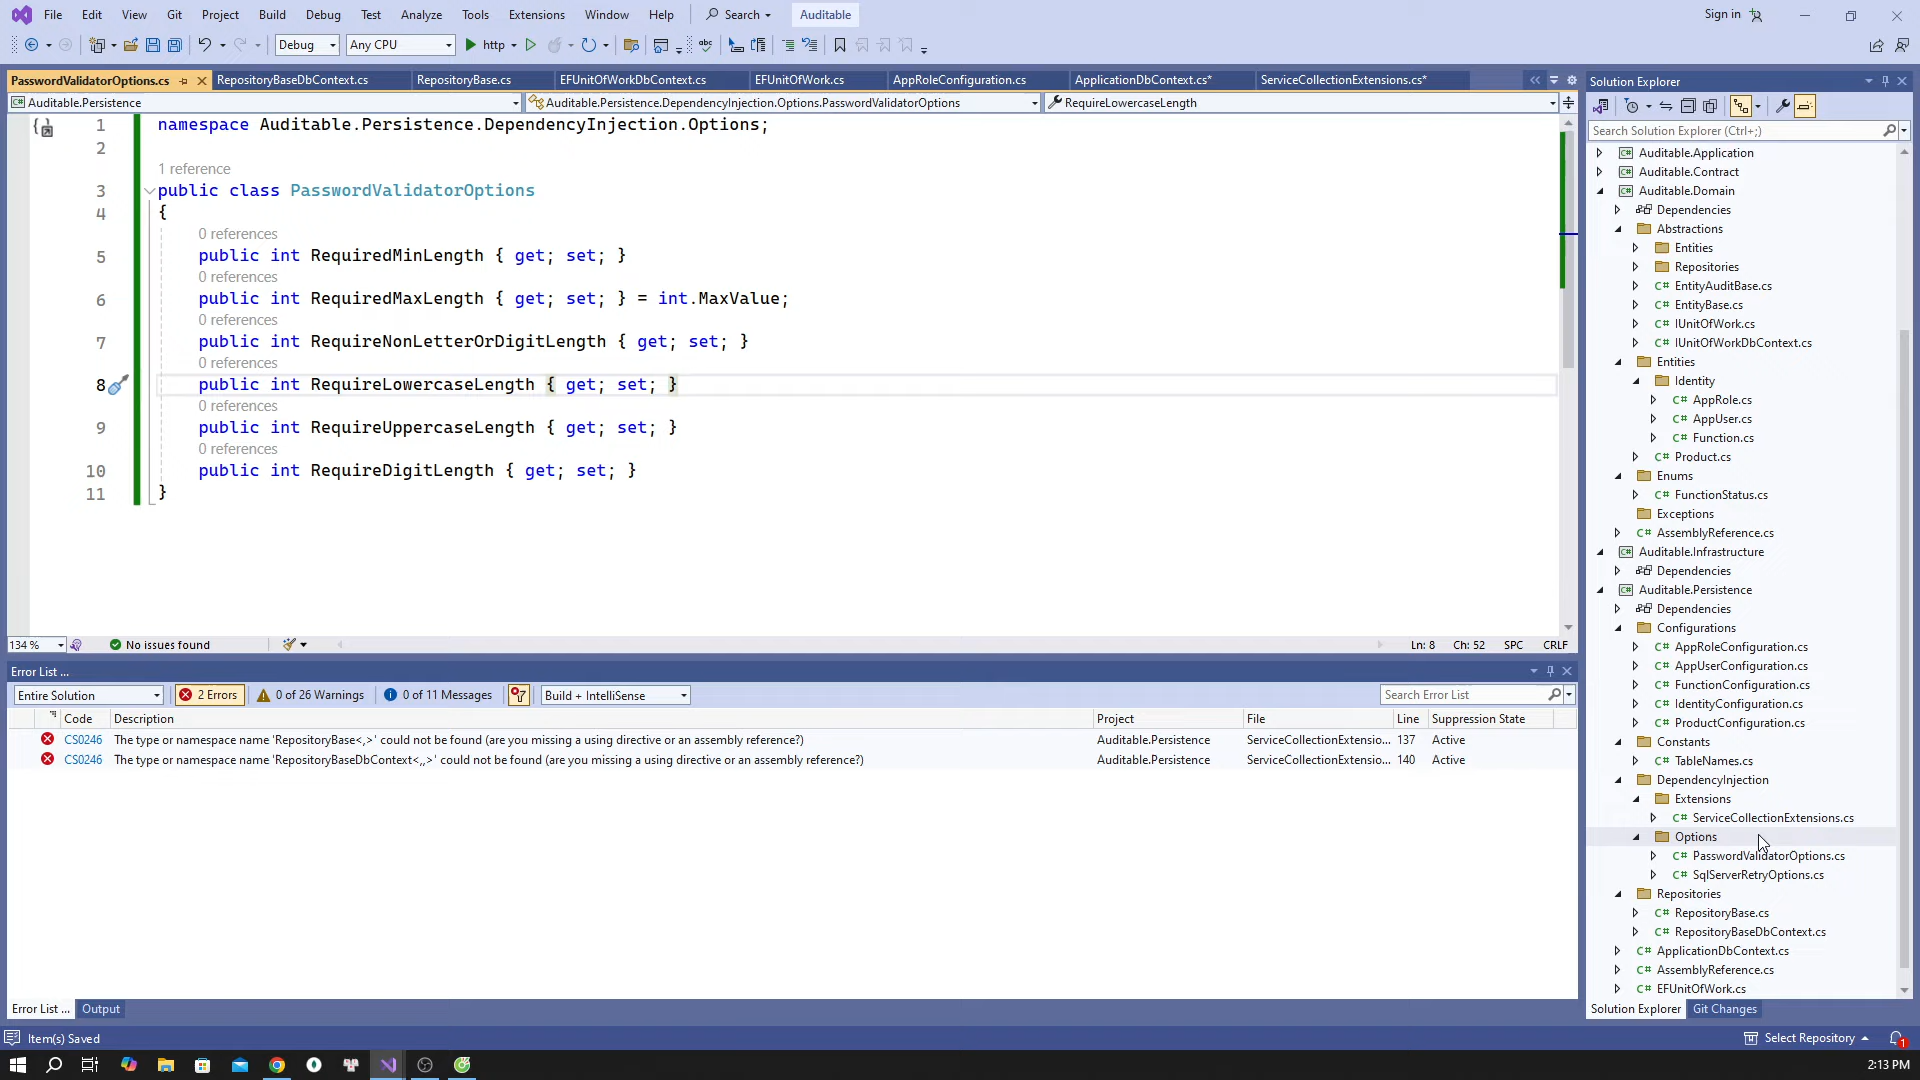 File Edit View Git Project Build Debug Test Analyze Tools Extensions Window Help Search Auditable Sign in
Debug Any CPU http
PasswordValidatorOptions.cs RepositoryBaseDbContext.cs RepositoryBase.cs EFUnitOfWorkDbContext.cs EFUnitOfWork.cs AppRoleConfiguration.cs ApplicationDbContext.cs* ServiceCollectionExtensions.cs*
Auditable.Persistence Auditable.Persistence.DependencyInjection.Options.PasswordValidatorOptions RequireLowercaseLength
1 namespace Auditable.Persistence.DependencyInjection.Options;
2
1 reference
3 public class PasswordValidatorOptions
4 {
0 references
5 public int RequiredMinLength { get; set; }
0 references
6 public int RequiredMaxLength { get; set; } = int.MaxValue;
0 references
7 public int RequireNonLetterOrDigitLength { get; set; }
0 references
8 public int RequireLowercaseLength { get; set; }
0 references
9 public int RequireUppercaseLength { get; set; }
0 references
10 public int RequireDigitLength { get; set; }
11 }
134 % No issues found Ln: 8 Ch: 52 SPC CRLF
Error List ...
Entire Solution 2 Errors 0 of 26 Warnings 0 of 11 Messages Build + IntelliSense Search Error List
Code Description Project File Line Suppression State
CS0246 The type or namespace name 'RepositoryBase<,>' could not be found (are you missing a using directive or an assembly reference?) Auditable.Persistence ServiceCollectionExtensio... 137 Active
CS0246 The type or namespace name 'RepositoryBaseDbContext<,,>' could not be found (are you missing a using directive or an assembly reference?) Auditable.Persistence ServiceCollectionExtensio... 140 Active
Error List ... Output
Solution Explorer
Search Solution Explorer (Ctrl+;)
Auditable.Application
Auditable.Contract
Auditable.Domain
Dependencies
Abstractions
Entities
Repositories
EntityAuditBase.cs
EntityBase.cs
IUnitOfWork.cs
IUnitOfWorkDbContext.cs
Entities
Identity
AppRole.cs
AppUser.cs
Function.cs
Product.cs
Enums
FunctionStatus.cs
Exceptions
AssemblyReference.cs
Auditable.Infrastructure
Dependencies
Auditable.Persistence
Dependencies
Configurations
AppRoleConfiguration.cs
AppUserConfiguration.cs
FunctionConfiguration.cs
IdentityConfiguration.cs
ProductConfiguration.cs
Constants
TableNames.cs
DependencyInjection
Extensions
ServiceCollectionExtensions.cs
Options
PasswordValidatorOptions.cs
SqlServerRetryOptions.cs
Repositories
RepositoryBase.cs
RepositoryBaseDbContext.cs
ApplicationDbContext.cs
AssemblyReference.cs
EFUnitOfWork.cs
Solution Explorer Git Changes
Item(s) Saved Select Repository 1
2:13 PM